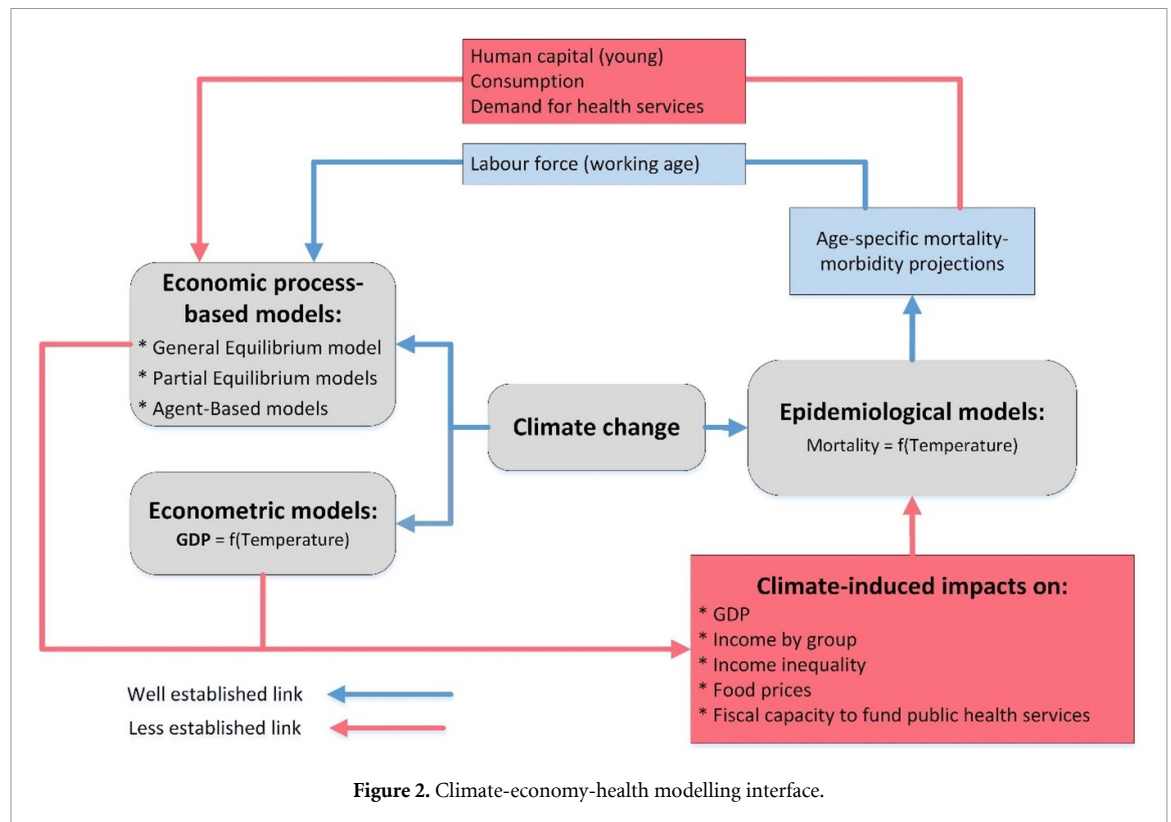 Human capital (young)
Consumption
Demand for health services
Labour force (working age)
Age-specific mortality-
morbidity projections
Economic process-
based models:
* General Equilibrium model
* Partial Equilibrium models
* Agent-Based models
Climate change
Epidemiological models:
Mortality = f(Temperature)
Econometric models:
GDP = f(Temperature)
Climate-induced impacts on:
* GDP
* Income by group
* Income inequality
* Food prices
* Fiscal capacity to fund public health services
Well established link
Less established link
Figure 2. Climate-economy-health modelling interface.